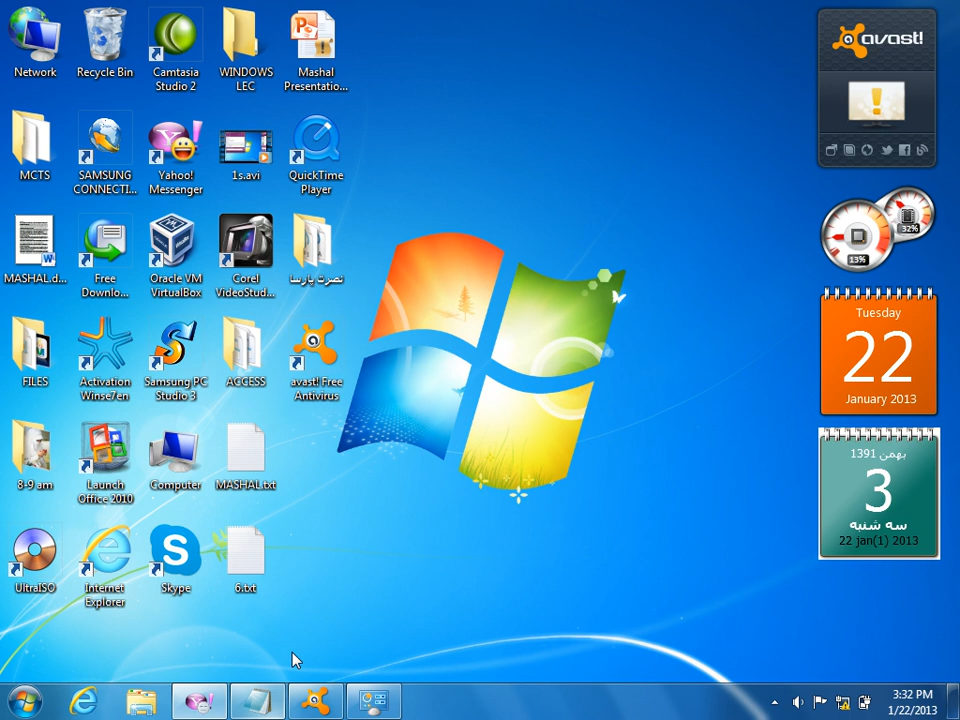 Network
Recycle Bin
Camtasia
Studio 2
WINDOWS
LEC
Mashal
Presentatio...
MCTS
SAMSUNG
CONNECTI...
Yahoo!
Messenger
1s.avi
QuickTime
Player
MASHAL.d...
Free
Downlo...
Oracle VM
VirtualBox
Corel
VideoStud...
نصرت پارسا
FILES
Activation
Winse7en
Samsung PC
Studio 3
ACCESS
avast! Free
Antivirus
8-9 am
Launch
Office 2010
Computer
MASHAL.txt
UltraISO
Internet
Explorer
Skype
6.txt
avast!
32%
13%
Tuesday
22
January 2013
بهمن 1391
3
سه شنبه
22 jan(1) 2013
3:32 PM
1/22/2013